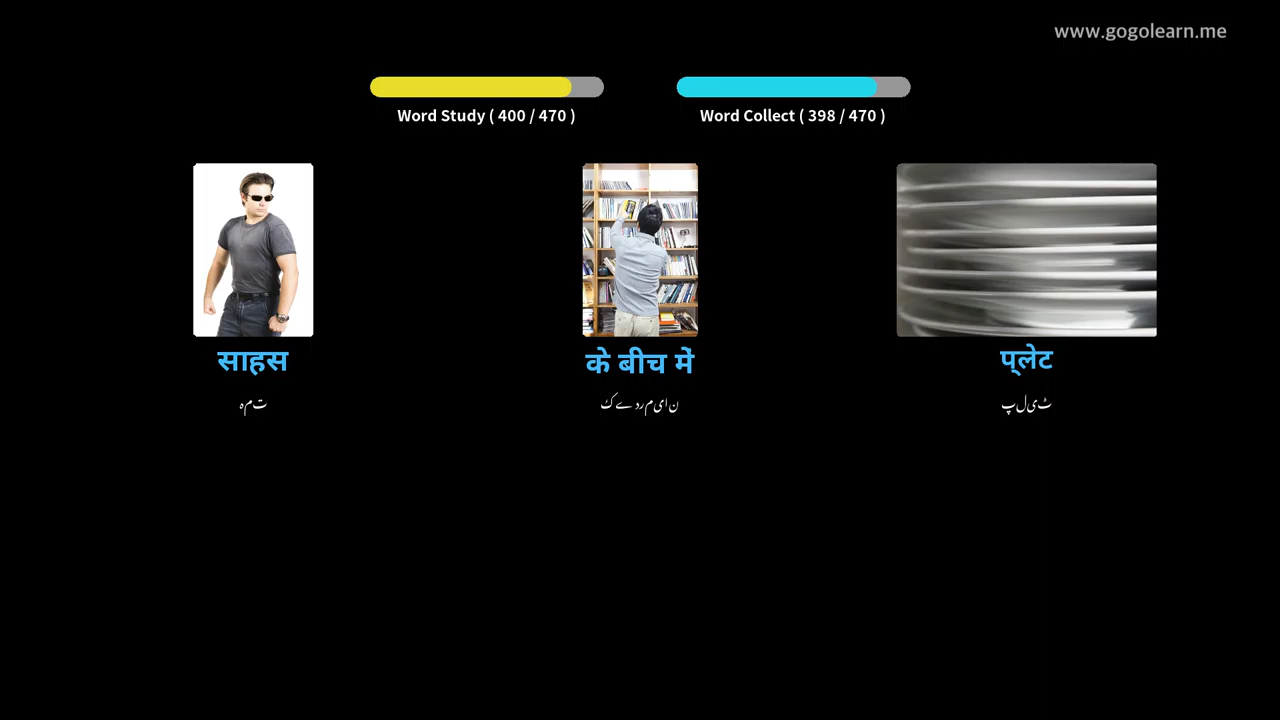 www.gogolearn.me
Word Study ( 400 / 470 )
Word Collect ( 398 / 470 )
साहस
के बीच में
प्लेट
ہمت
کے درمیان
پلیٹ